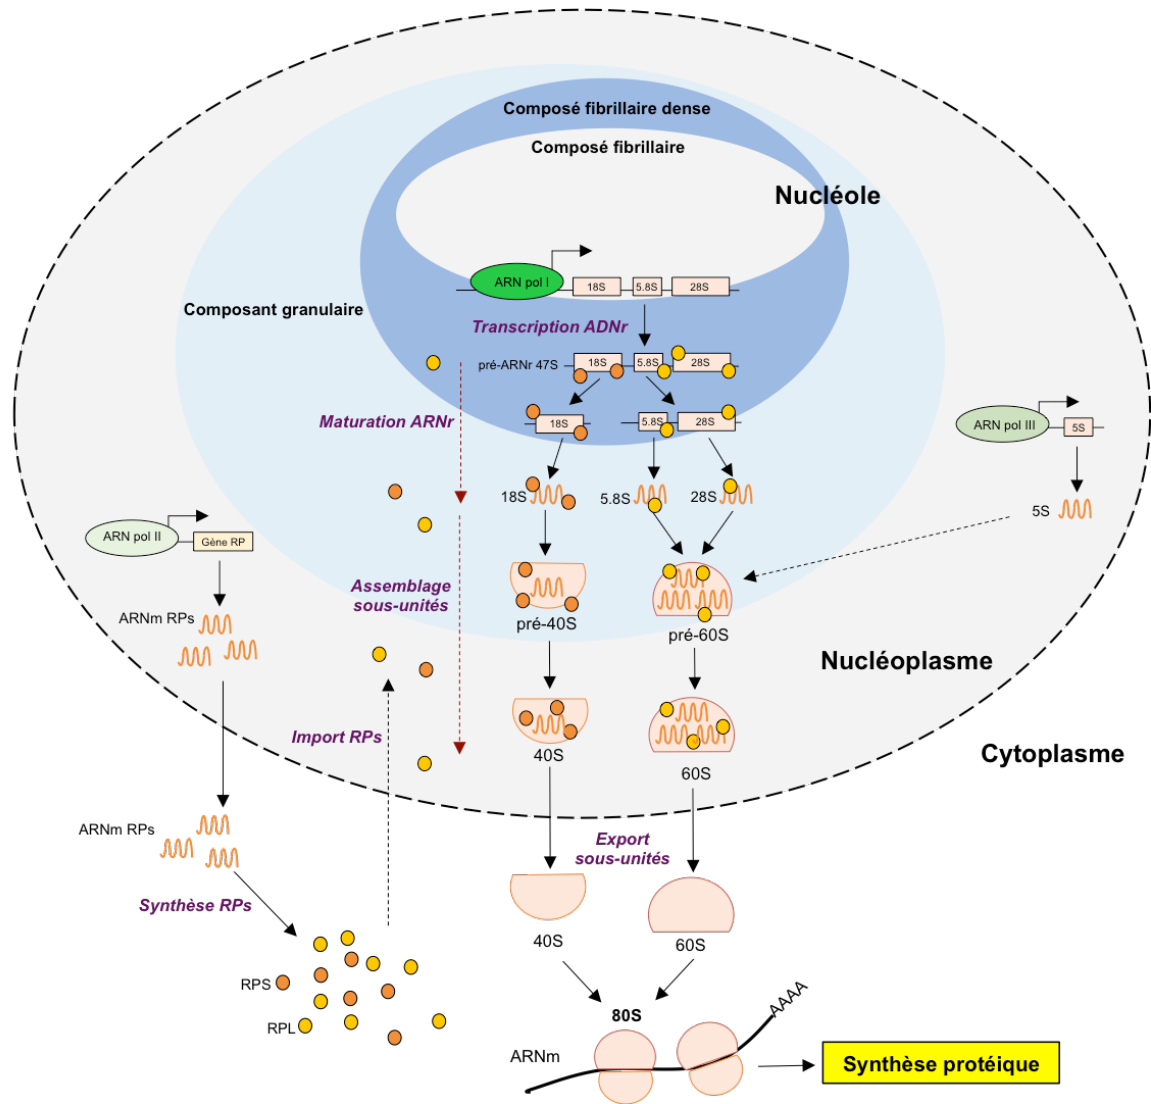 Composé fibrillaire dense
Composé fibrillaire
Nucléole
ARN pol I
18S
5.8S
28S
Composant granulaire
Transcription ADNr
pré-ARNr 47S
18S
5.8S
28S
Maturation ARNr
18S
5.8S
28S
ARN pol III
5S
18S
5.8S
28S
5S
ARN pol II
Gène RP
Assemblage
sous-unités
ARNm RPs
pré-40S
pré-60S
Nucléoplasme
Import RPs
40S
60S
Cytoplasme
ARNm RPs
Export
sous-unités
Synthèse RPs
40S
60S
RPS
RPL
80S
AAAA
ARNm
Synthèse protéique